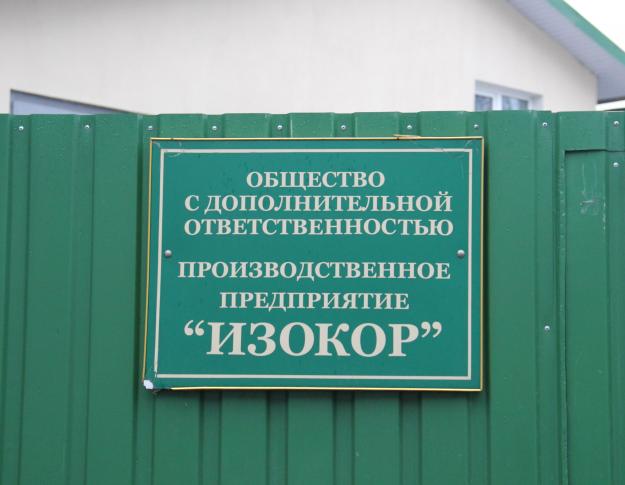 ОБЩЕСТВО
С ДОПОЛНИТЕЛЬНОЙ
ОТВЕТСТВЕННОСТЬЮ
ПРОИЗВОДСТВЕННОЕ
ПРЕДПРИЯТИЕ
“ИЗОКОР”